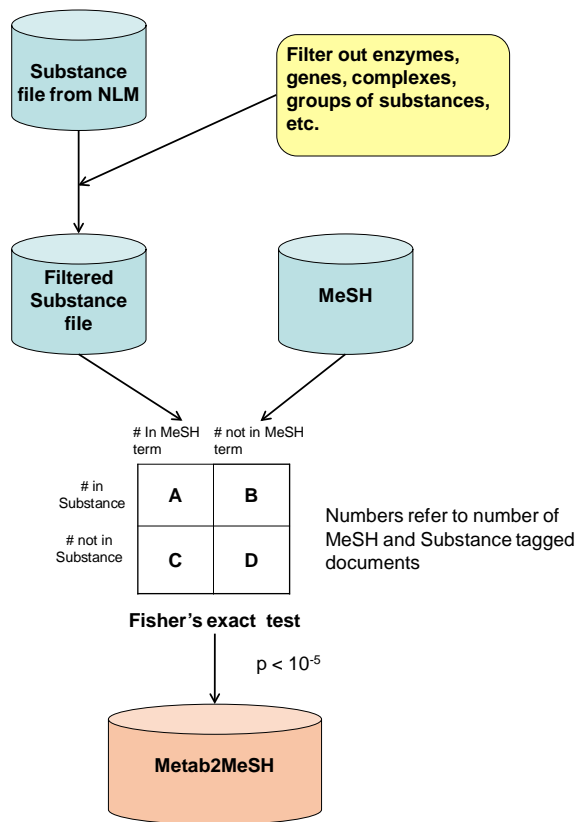 Substance
file from NLM
Filter out enzymes,
genes, complexes,
groups of substances,
etc.
Filtered
Substance
file
MeSH
# In MeSH
term
# not in MeSH
term
# in
Substance
A
B
# not in
Substance
C
D
Numbers refer to number of
MeSH and Substance tagged
documents
Fisher’s exact test
p < 10⁻⁵
Metab2MeSH